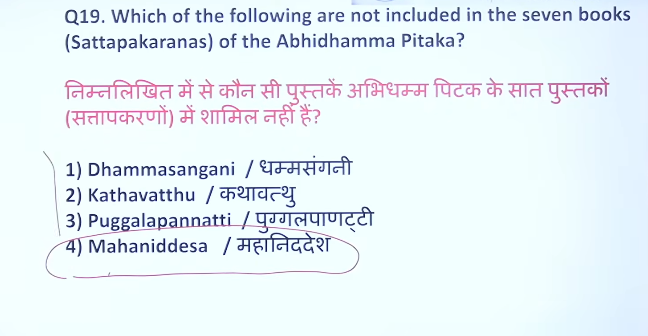 Q19. Which of the following are not included in the seven books
(Sattapakaranas) of the Abhidhamma Pitaka?
निम्नलिखित में से कौन सी पुस्तकें अभिधम्म पिटक के सात पुस्तकों
(सत्तापकरणों) में शामिल नहीं हैं?
1) Dhammasangani / धम्मसंगनी
2) Kathavatthu / कथावत्थु
3) Puggalapannatti / पुग्गलपाणट्टी
4) Mahaniddesa / महानिददेश